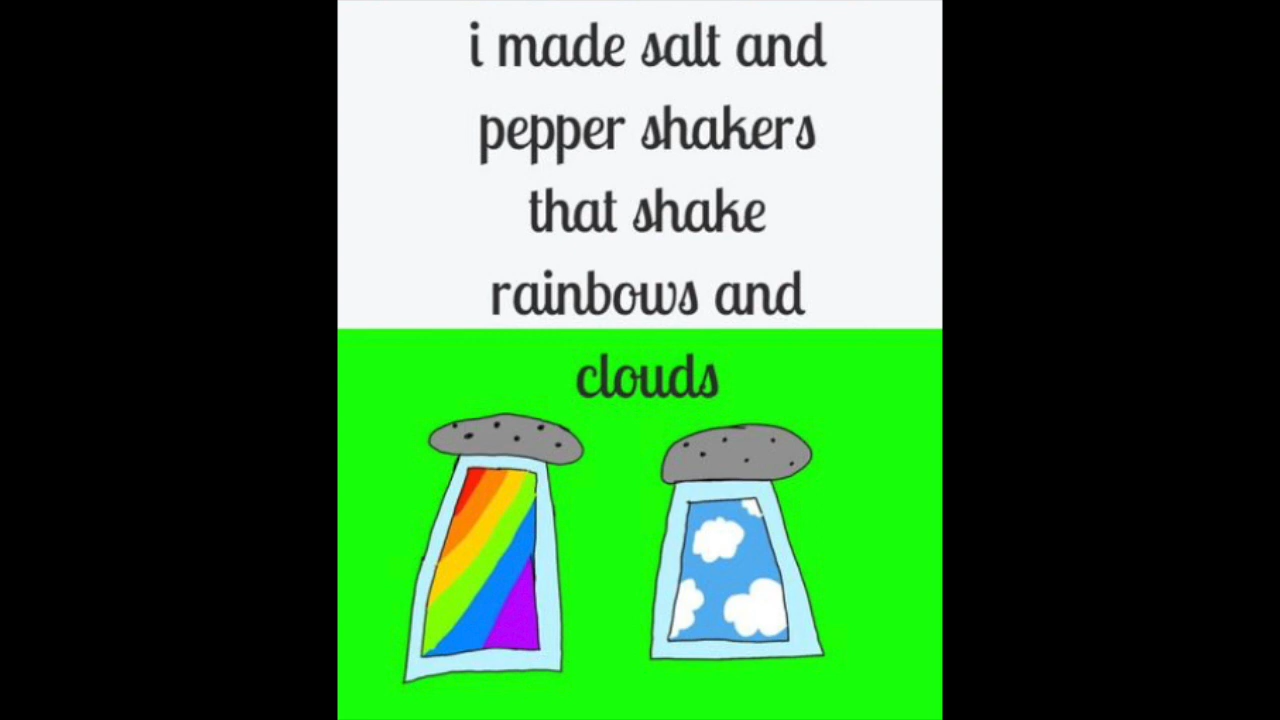 i made salt and
pepper shakers
that shake
rainbows and
clouds